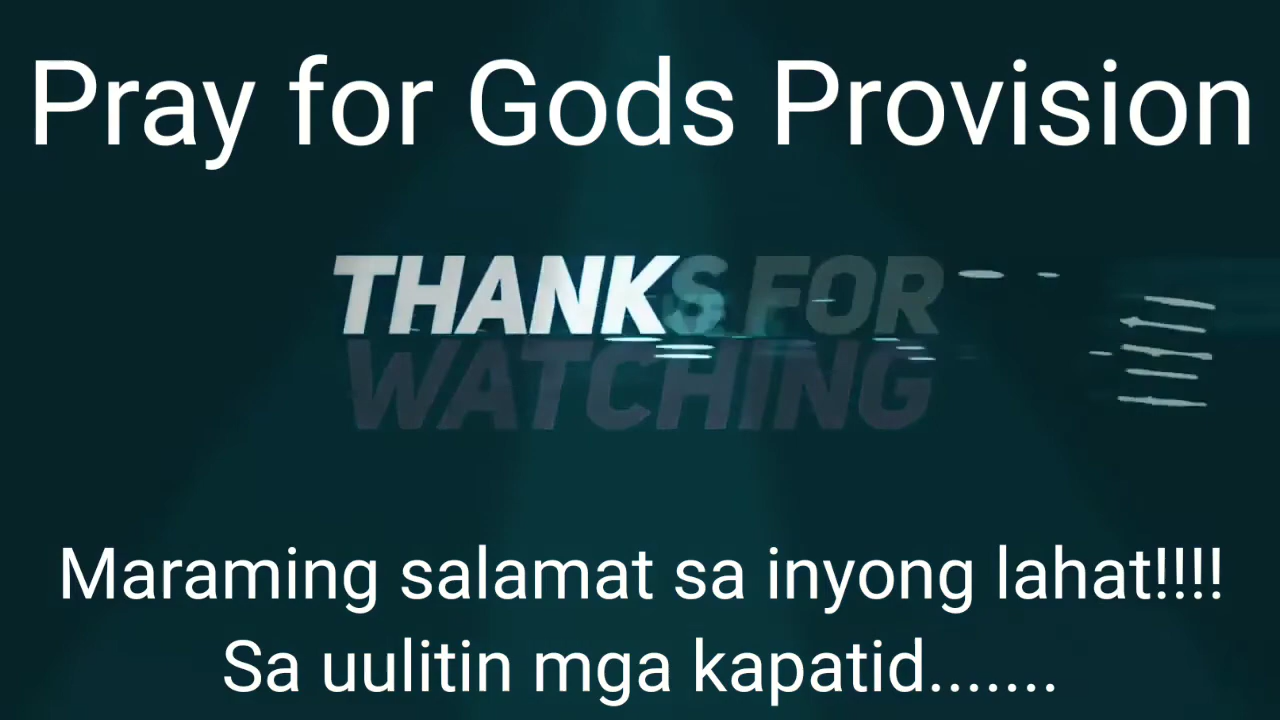 Pray for Gods Provision
THANKS FOR
WATCHING
Maraming salamat sa inyong lahat!!!!
Sa uulitin mga kapatid.......